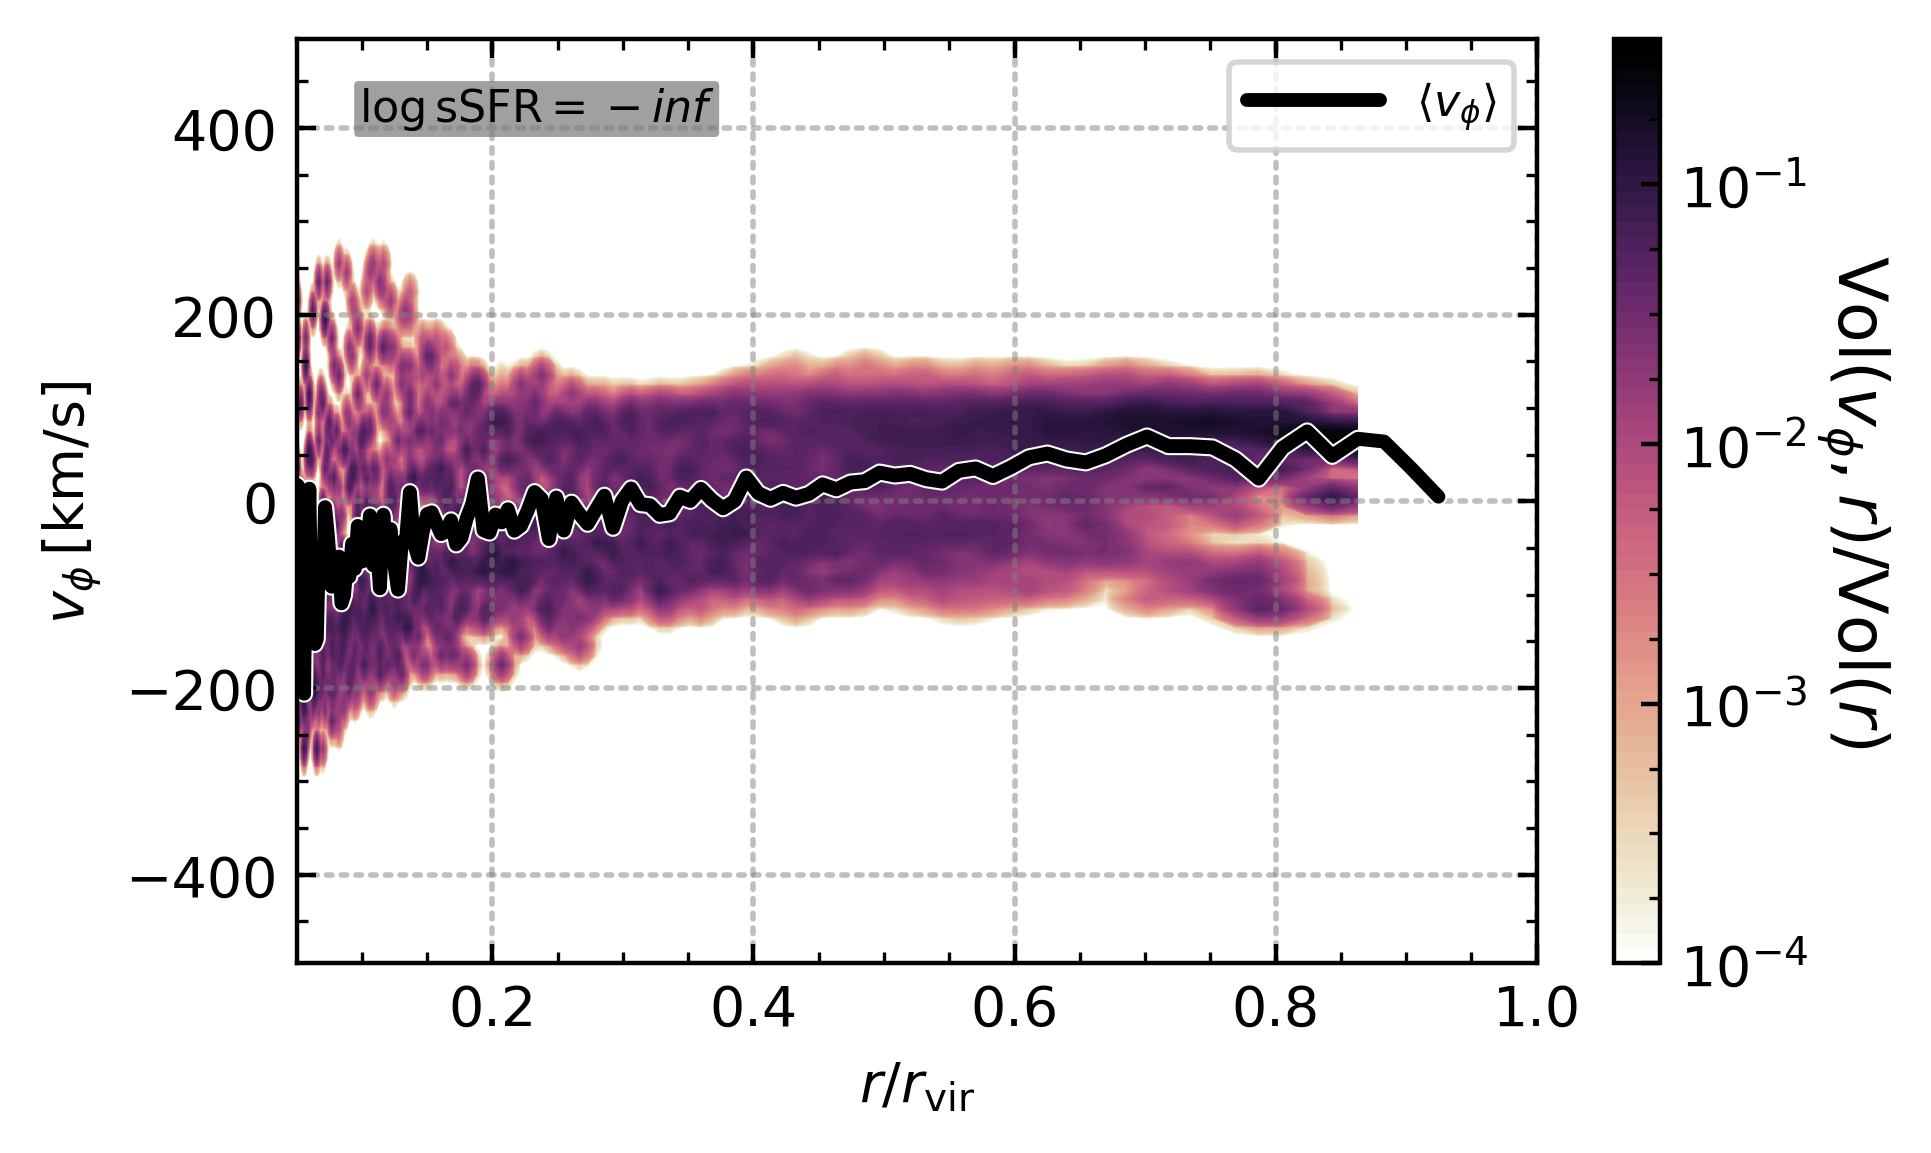 log sSFR = −inf
⟨v_ϕ⟩
400
200
0
−200
−400
v_ϕ [km/s]
0.2 0.4 0.6 0.8 1.0
r/r_vir
10^−1
10^−2
10^−3
10^−4
Vol(v_ϕ, r)/Vol(r)